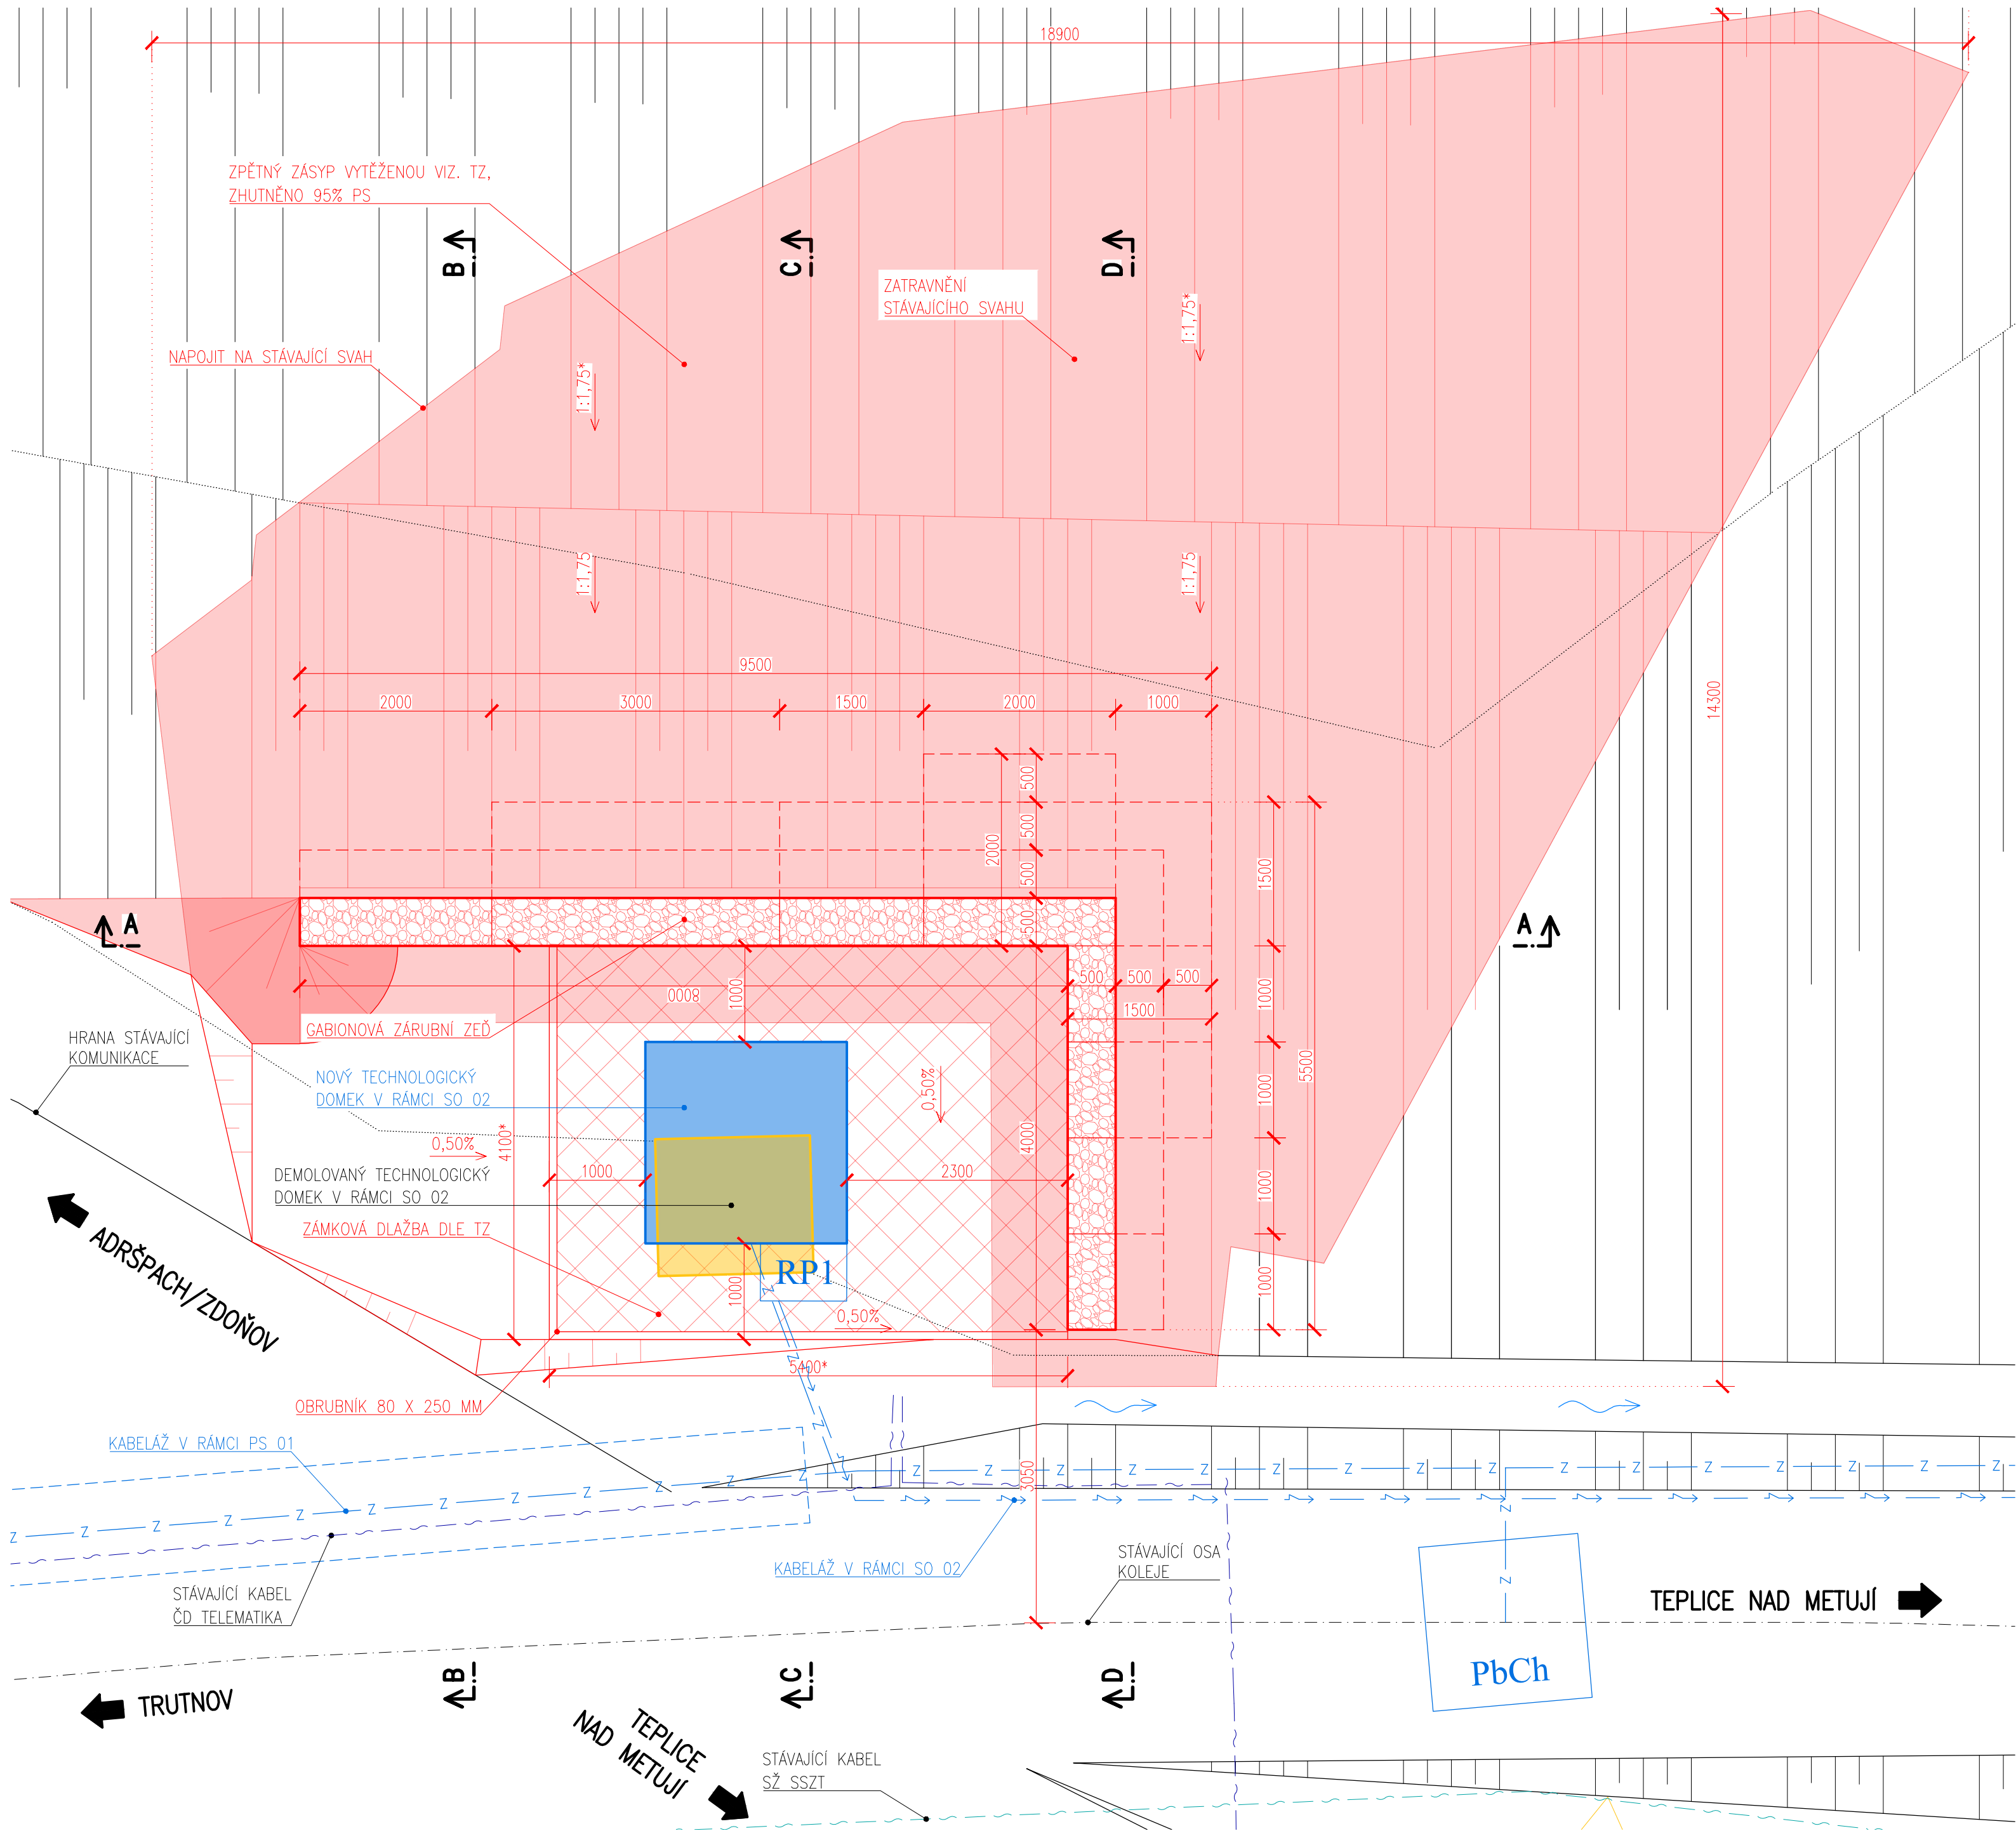 18900
ZPĚTNÝ ZÁSYP VYTĚŽENOU VIZ. TZ,
ZHUTNĚNO 95% PS
B
C
D
ZATRAVNĚNÍ
STÁVAJÍCÍHO SVAHU
1:1,75*
NAPOJIT NA STÁVAJÍCÍ SVAH
1:1,75*
1:1,75
1:1,75
14300
9500
2000
3000
1500
2000
1000
500
500
500
500
2000
1500
1000
1000
1000
1000
5500
A
A
500
500
500
1500
8000
1000
GABIONOVÁ ZÁRUBNÍ ZEĎ
HRANA STÁVAJÍCÍ
KOMUNIKACE
NOVÝ TECHNOLOGICKÝ
DOMEK V RÁMCI SO 02
0,50%
0,50%
4100*
4000
DEMOLOVANÝ TECHNOLOGICKÝ
DOMEK V RÁMCI SO 02
1000
2300
ZÁMKOVÁ DLAŽBA DLE TZ
ADRŠPACH/ZDOŇOV
RP1
1000
0,50%
5400*
OBRUBNÍK 80 X 250 MM
KABELÁŽ V RÁMCI PS 01
3050
Z Z Z Z Z Z Z Z Z Z Z Z
Z Z Z Z Z Z Z Z Z Z Z Z Z Z Z Z
Z
Z
KABELÁŽ V RÁMCI SO 02
STÁVAJÍCÍ OSA
KOLEJE
STÁVAJÍCÍ KABEL
ČD TELEMATIKA
TEPLICE NAD METUJÍ
PbCh
B
C
D
TRUTNOV
TEPLICE
NAD METUJÍ
STÁVAJÍCÍ KABEL
SŽ SSZT